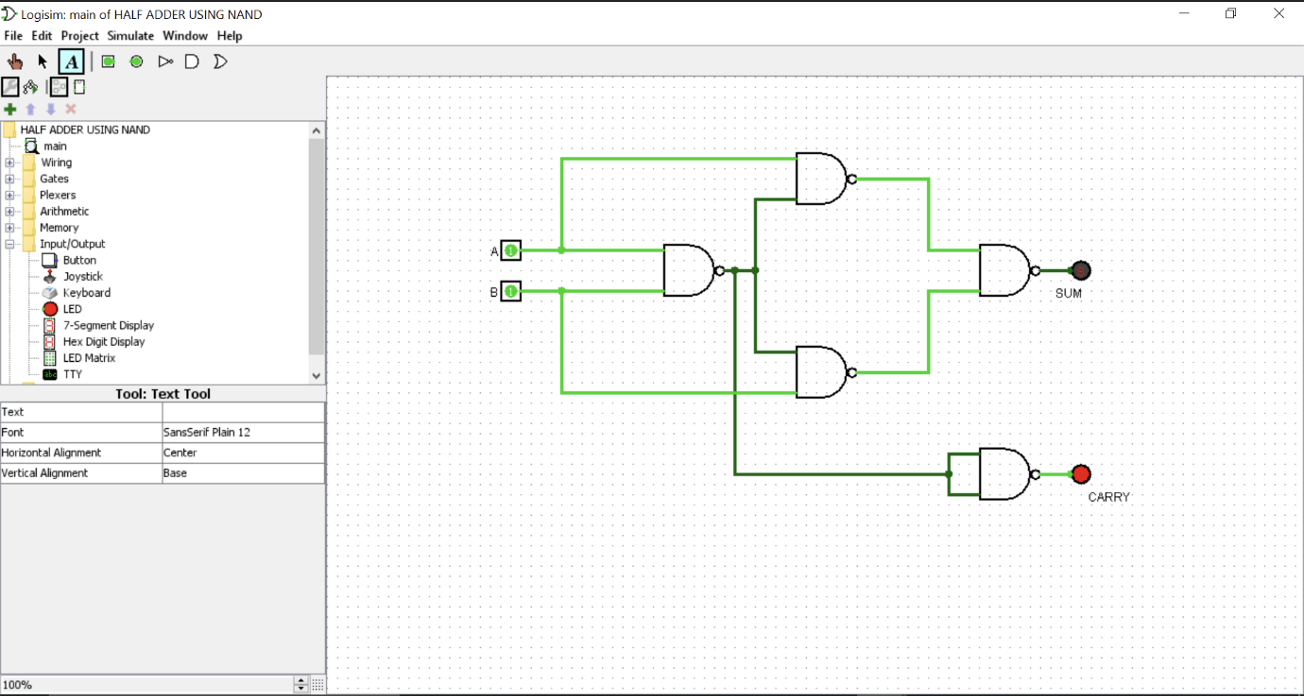 Logisim: main of HALF ADDER USING NAND
File Edit Project Simulate Window Help
A
HALF ADDER USING NAND
main
Wiring
Gates
Plexers
Arithmetic
Memory
Input/Output
Button
Joystick
Keyboard
LED
7-Segment Display
Hex Digit Display
LED Matrix
TTY
Tool: Text Tool
Text
Font SansSerif Plain 12
Horizontal Alignment Center
Vertical Alignment Base
100%
A 1
B 1
SUM
CARRY